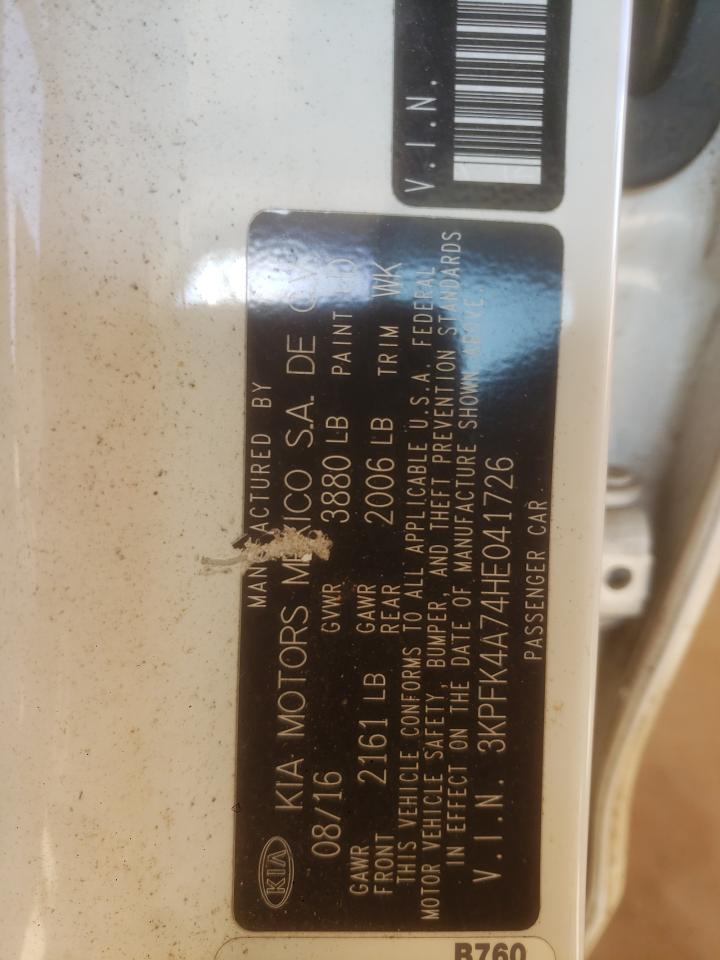 V.I.N.
KIA
MANUFACTURED BY
KIA MOTORS MEXICO S.A. DE C.V.
08/16 GVWR 3880 LB PAINT
GAWR FRONT 2161 LB GAWR REAR 2006 LB TRIM WK
THIS VEHICLE CONFORMS TO ALL APPLICABLE U.S.A. FEDERAL
MOTOR VEHICLE SAFETY, BUMPER, AND THEFT PREVENTION STANDARDS
IN EFFECT ON THE DATE OF MANUFACTURE SHOWN ABOVE.
V.I.N. 3KPFK4A74HE041726
PASSENGER CAR
B760